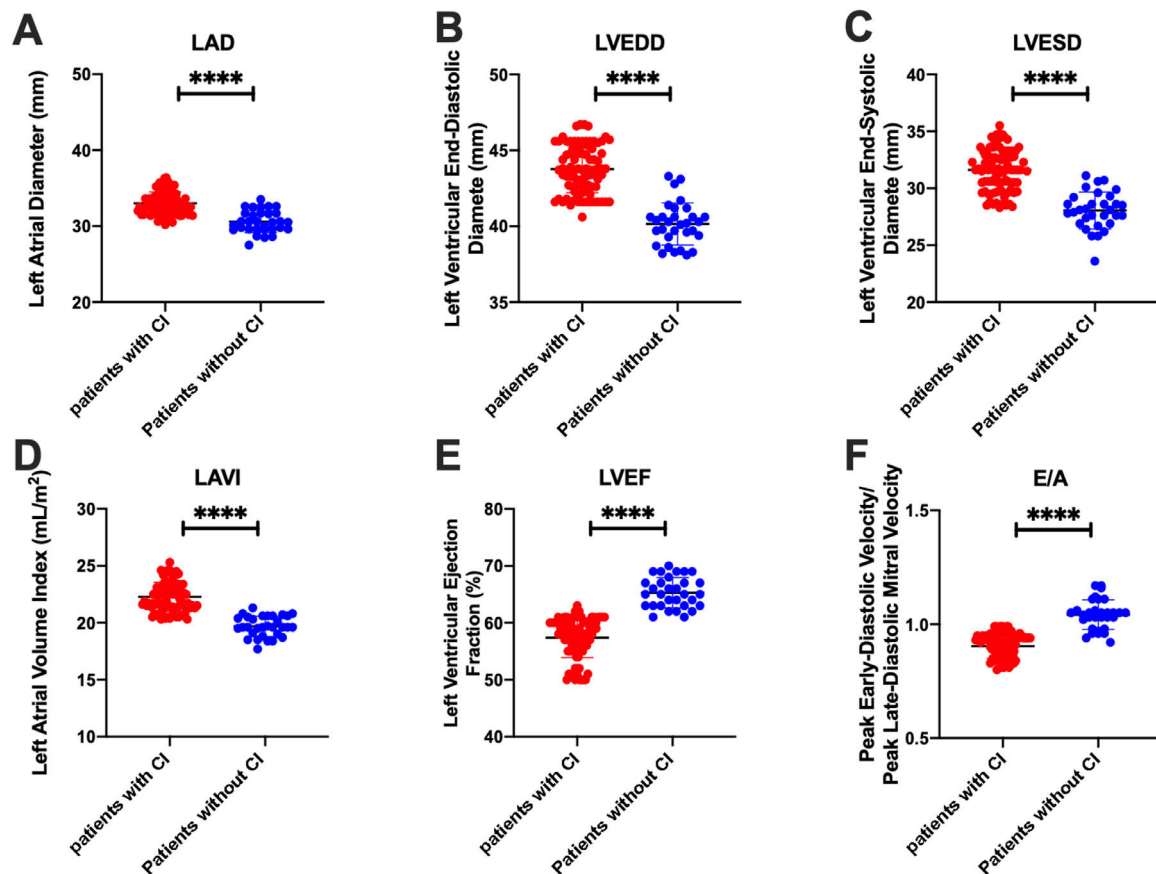 A
LAD
Left Atrial Diameter (mm)
50
40
30
20
****
patients with CI
Patients without CI
B
LVEDD
Left Ventricular End-Diastolic
Diamete (mm)
50
45
40
35
****
patients with CI
Patients without CI
C
LVESD
Left Ventricular End-Systolic
Diamete (mm)
40
35
30
25
20
****
patients with CI
Patients without CI
D
LAVI
Left Atrial Volume Index (mL/m²)
30
25
20
15
10
****
patients with CI
Patients without CI
E
LVEF
Left Ventricular Ejection
Fraction (%)
80
70
60
50
40
****
patients with CI
Patients without CI
F
E/A
Peak Early-Diastolic Velocity/
Peak Late-Diastolic Mitral Velocity
1.5
1.0
0.5
****
patients with CI
Patients without CI